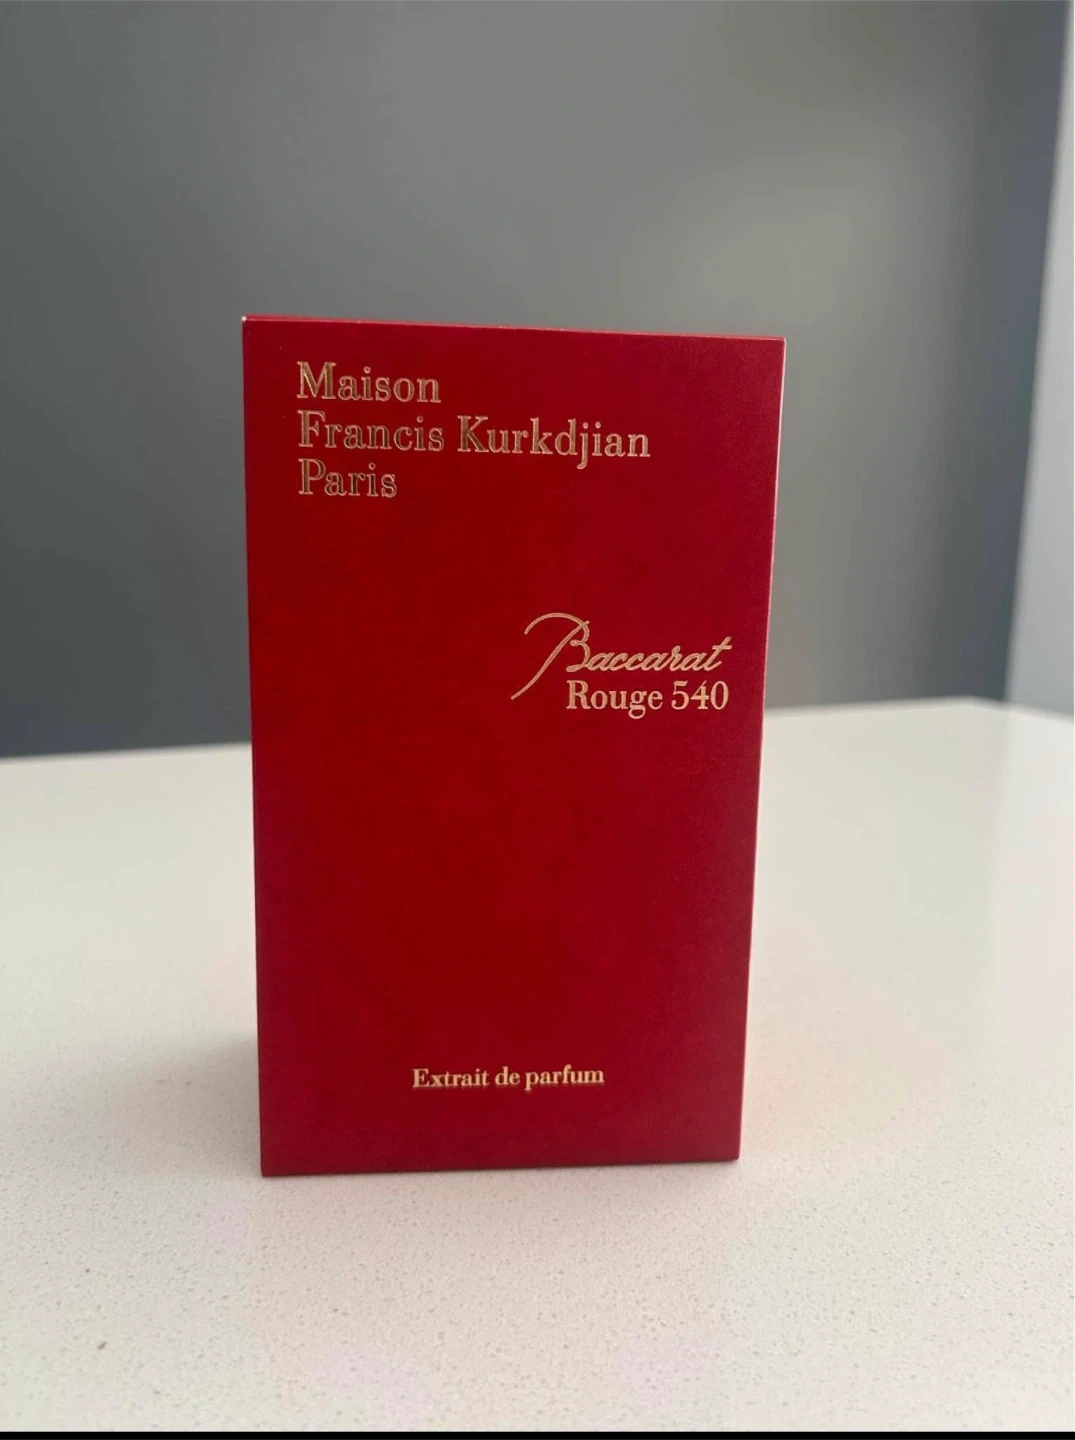 Maison
Francis Kurkdjian
Paris
Baccarat
Rouge 540
Extrait de parfum